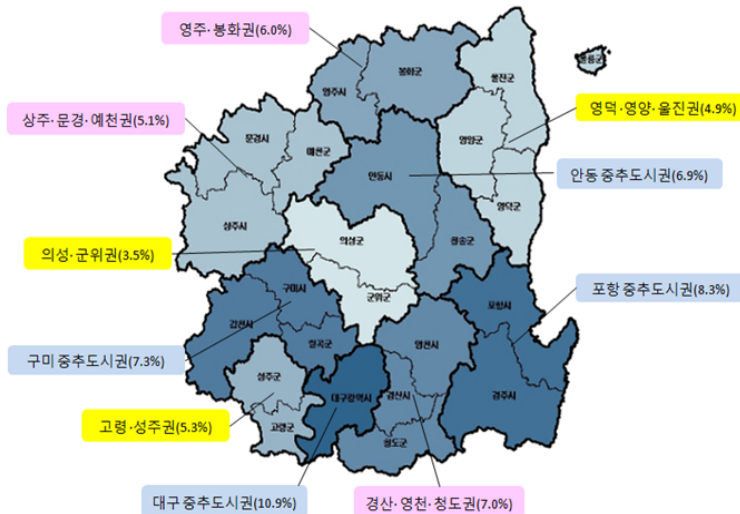 영주·봉화권(6.0%)
봉화군
울진군
울릉군
영주시
영덕·영양·울진권(4.9%)
상주·문경·예천권(5.1%)
문경시
예천군
영양군
안동시
안동 중추도시권(6.9%)
영덕군
상주시
의성군
청송군
의성·군위권(3.5%)
구미시
군위군
포항시
포항 중추도시권(8.3%)
김천시
칠곡군
영천시
구미 중추도시권(7.3%)
성주군
대구광역시
경산시
경주시
고령·성주권(5.3%)
고령군
청도군
대구 중추도시권(10.9%)
경산·영천·청도권(7.0%)